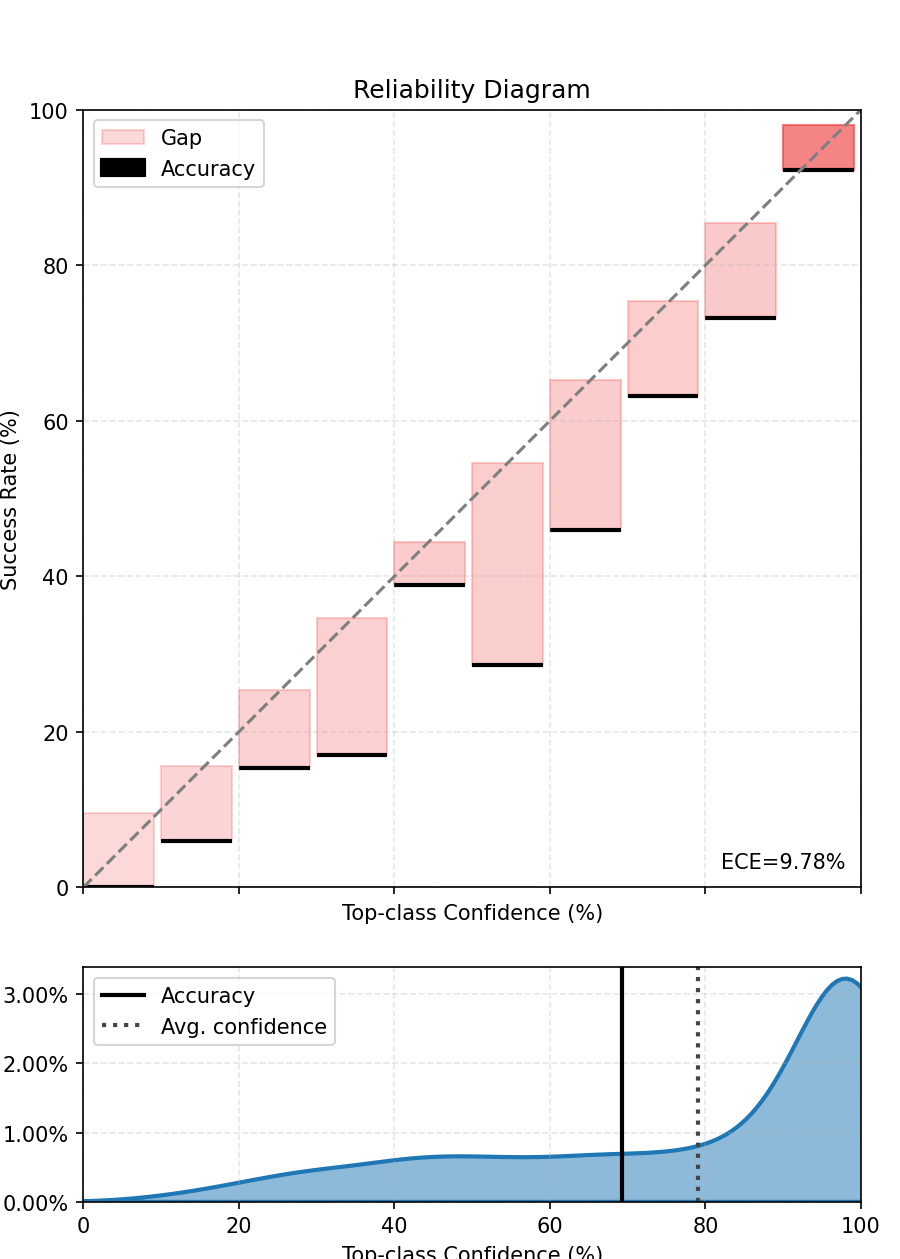 Reliability Diagram
100
80
60
40
20
0
Success Rate (%)
Gap
Accuracy
ECE=9.78%
Top-class Confidence (%)
3.00%
2.00%
1.00%
0.00%
Accuracy
Avg. confidence
0 20 40 60 80 100
Top-class Confidence (%)